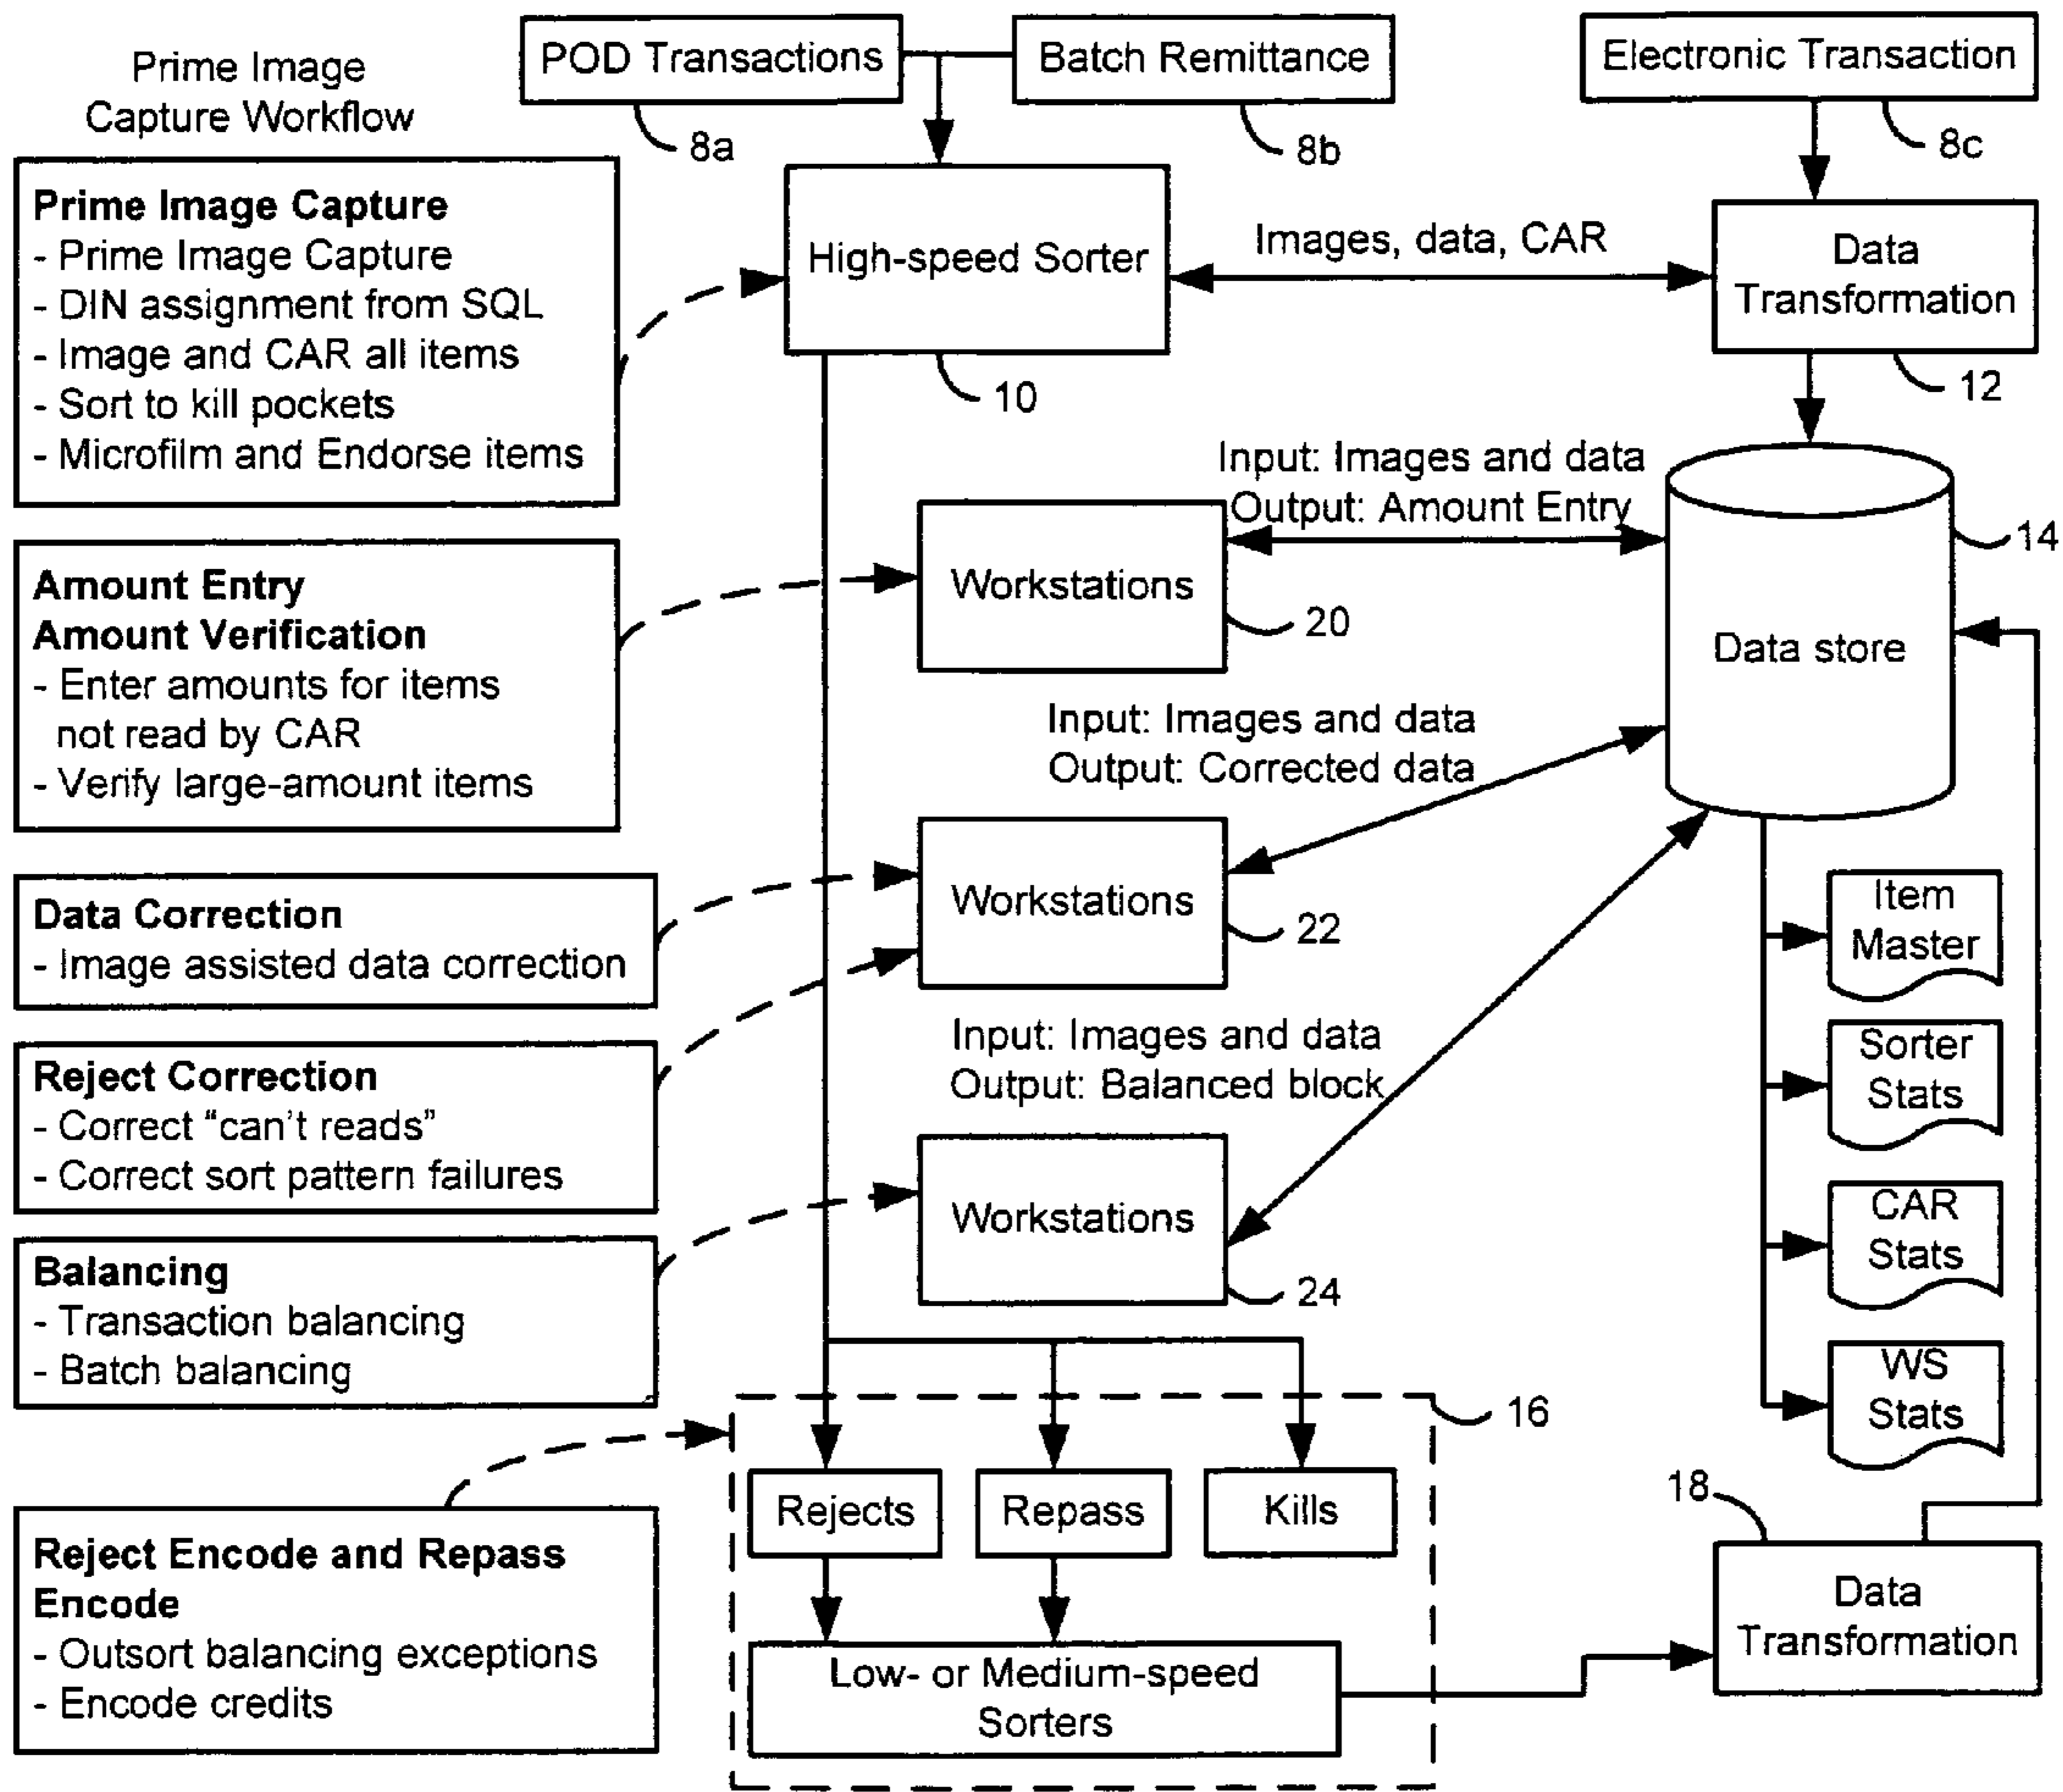 Prime Image
Capture Workflow
POD Transactions
Batch Remittance
Electronic Transaction
8a
8b
8c
Prime Image Capture
- Prime Image Capture
- DIN assignment from SQL
- Image and CAR all items
- Sort to kill pockets
- Microfilm and Endorse items
High-speed Sorter
10
Images, data, CAR
Data
Transformation
12
Input: Images and data
Output: Amount Entry
Amount Entry
Amount Verification
- Enter amounts for items
not read by CAR
- Verify large-amount items
Workstations
20
Data store
14
Input: Images and data
Output: Corrected data
Data Correction
- Image assisted data correction
Workstations
22
Reject Correction
- Correct "can't reads"
- Correct sort pattern failures
Input: Images and data
Output: Balanced block
Balancing
- Transaction balancing
- Batch balancing
Workstations
24
Item
Master
Sorter
Stats
CAR
Stats
WS
Stats
16
Rejects
Repass
Kills
Reject Encode and Repass
Encode
- Outsort balancing exceptions
- Encode credits
Low- or Medium-speed
Sorters
18
Data
Transformation